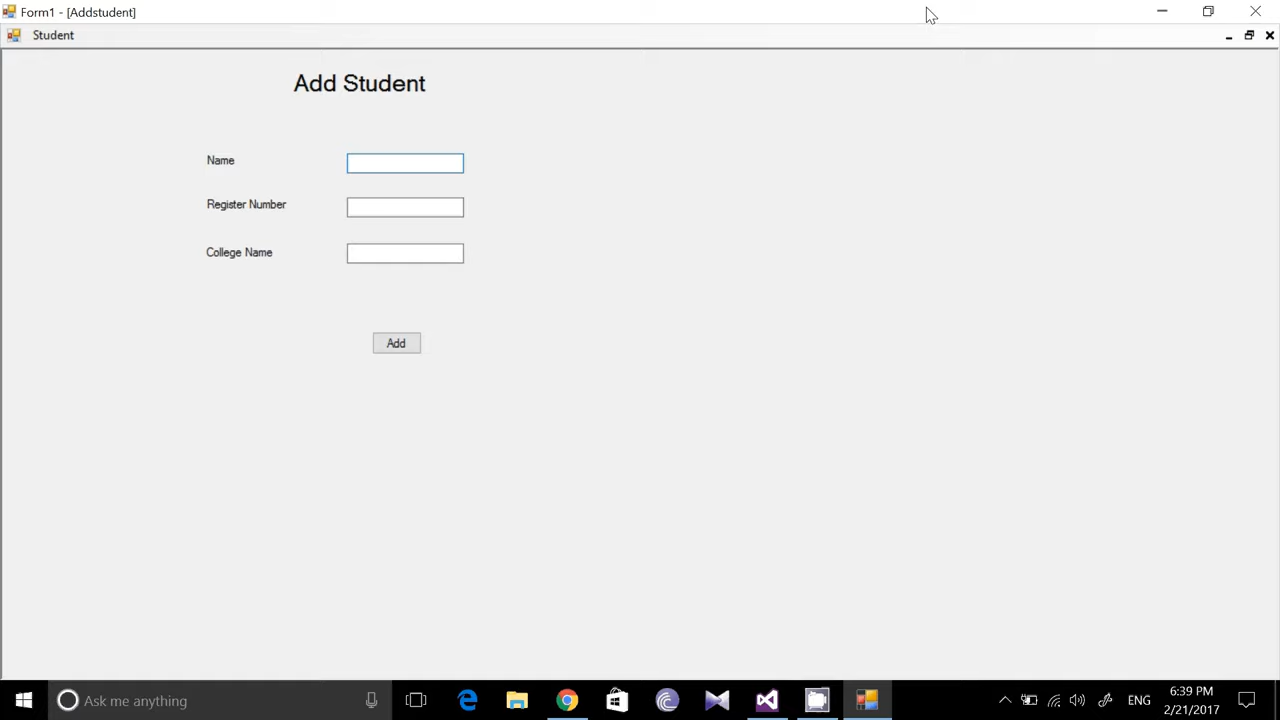 Form1 - [Addstudent]
Student
Add Student
Name
Register Number
College Name
Add
Ask me anything
ENG
6:39 PM
2/21/2017